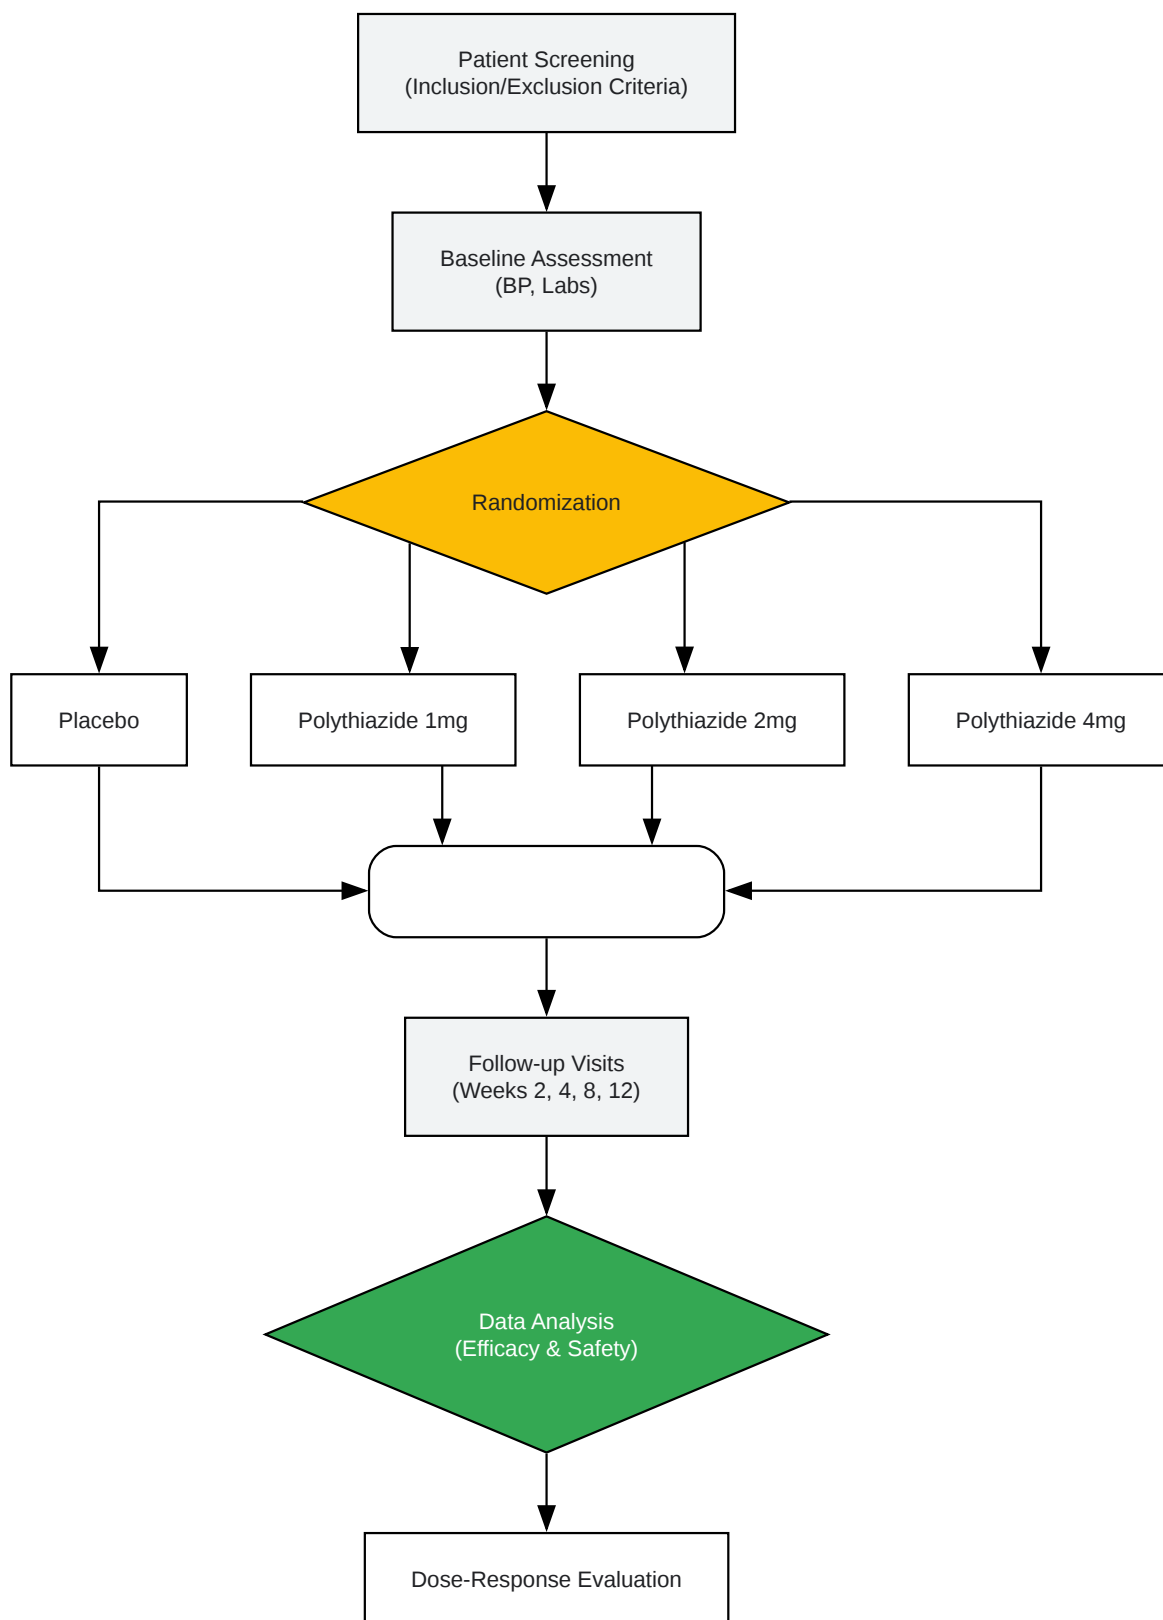 Patient Screening
(Inclusion/Exclusion Criteria)
Baseline Assessment
(BP, Labs)
Randomization
Placebo
Polythiazide 1mg
Polythiazide 2mg
Polythiazide 4mg
Follow-up Visits
(Weeks 2, 4, 8, 12)
Data Analysis
(Efficacy & Safety)
Dose-Response Evaluation